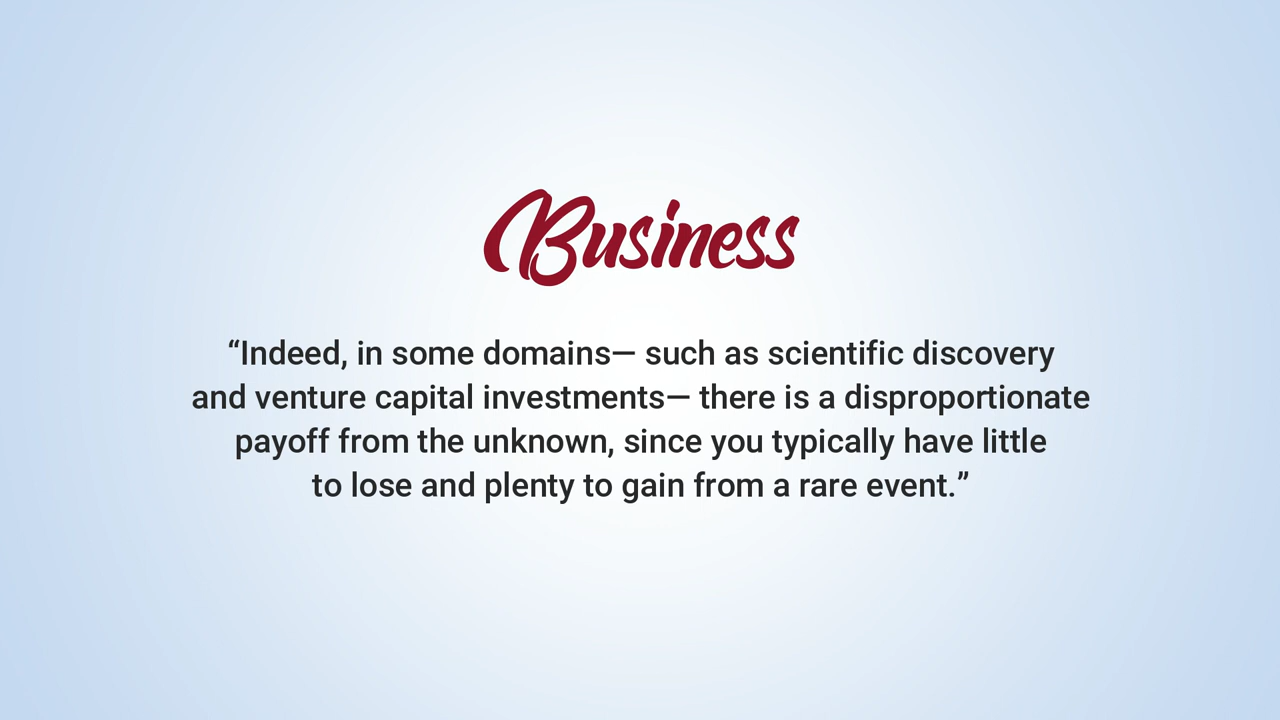 Business
“Indeed, in some domains— such as scientific discovery
and venture capital investments— there is a disproportionate
payoff from the unknown, since you typically have little
to lose and plenty to gain from a rare event.”